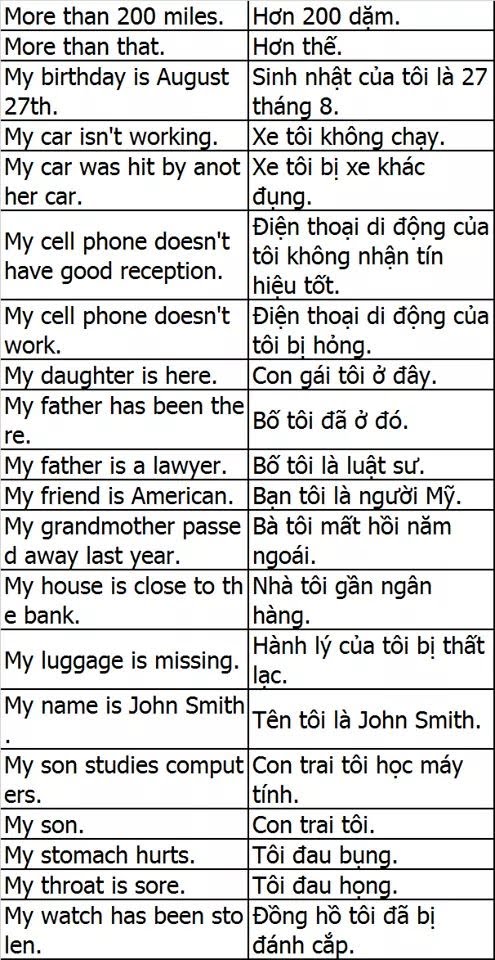 More than 200 miles.
Hơn 200 dặm.
More than that.
Hơn thế.
My birthday is August
27th.
Sinh nhật của tôi là 27
tháng 8.
My car isn't working.
Xe tôi không chạy.
My car was hit by anot
her car.
Xe tôi bị xe khác
đụng.
My cell phone doesn't
have good reception.
Điện thoại di động của
tôi không nhận tín
hiệu tốt.
My cell phone doesn't
work.
Điện thoại di động của
tôi bị hỏng.
My daughter is here.
Con gái tôi ở đây.
My father has been the
re.
Bố tôi đã ở đó.
My father is a lawyer.
Bố tôi là luật sư.
My friend is American.
Bạn tôi là người Mỹ.
My grandmother passe
d away last year.
Bà tôi mất hồi năm
ngoái.
My house is close to th
e bank.
Nhà tôi gần ngân
hàng.
My luggage is missing.
Hành lý của tôi bị thất
lạc.
My name is John Smith
.
Tên tôi là John Smith.
My son studies comput
ers.
Con trai tôi học máy
tính.
My son.
Con trai tôi.
My stomach hurts.
Tôi đau bụng.
My throat is sore.
Tôi đau họng.
My watch has been sto
len.
Đồng hồ tôi đã bị
đánh cắp.